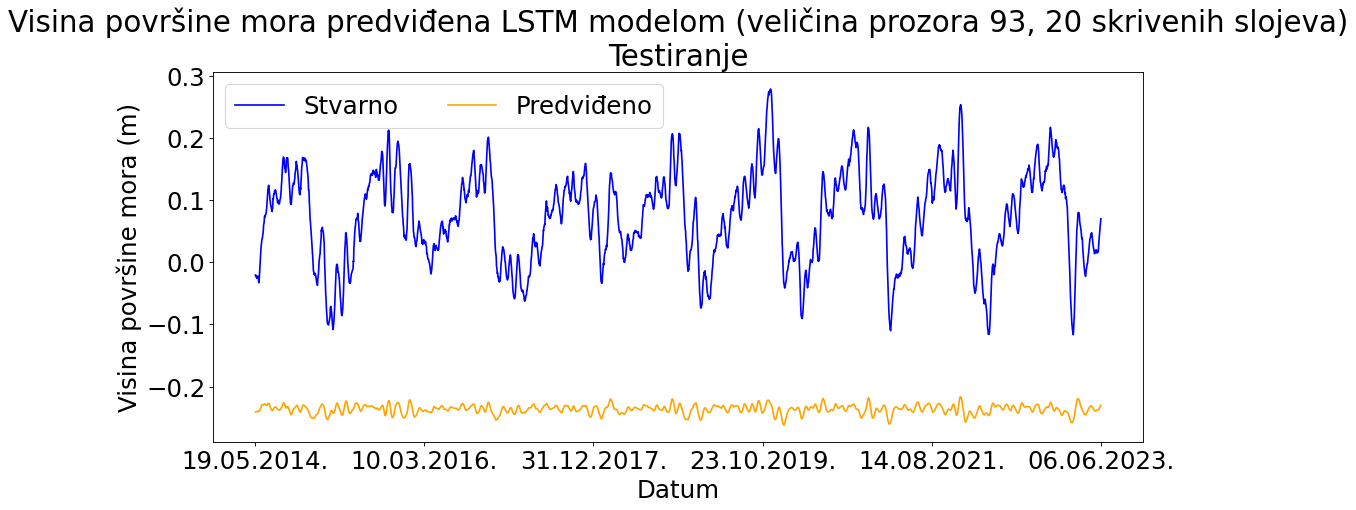 Visina površine mora predviđena LSTM modelom (veličina prozora 93, 20 skrivenih slojeva)
Testiranje
Stvarno Predviđeno
Visina površine mora (m)
0.3
0.2
0.1
0.0
−0.1
−0.2
19.05.2014. 10.03.2016. 31.12.2017. 23.10.2019. 14.08.2021. 06.06.2023.
Datum